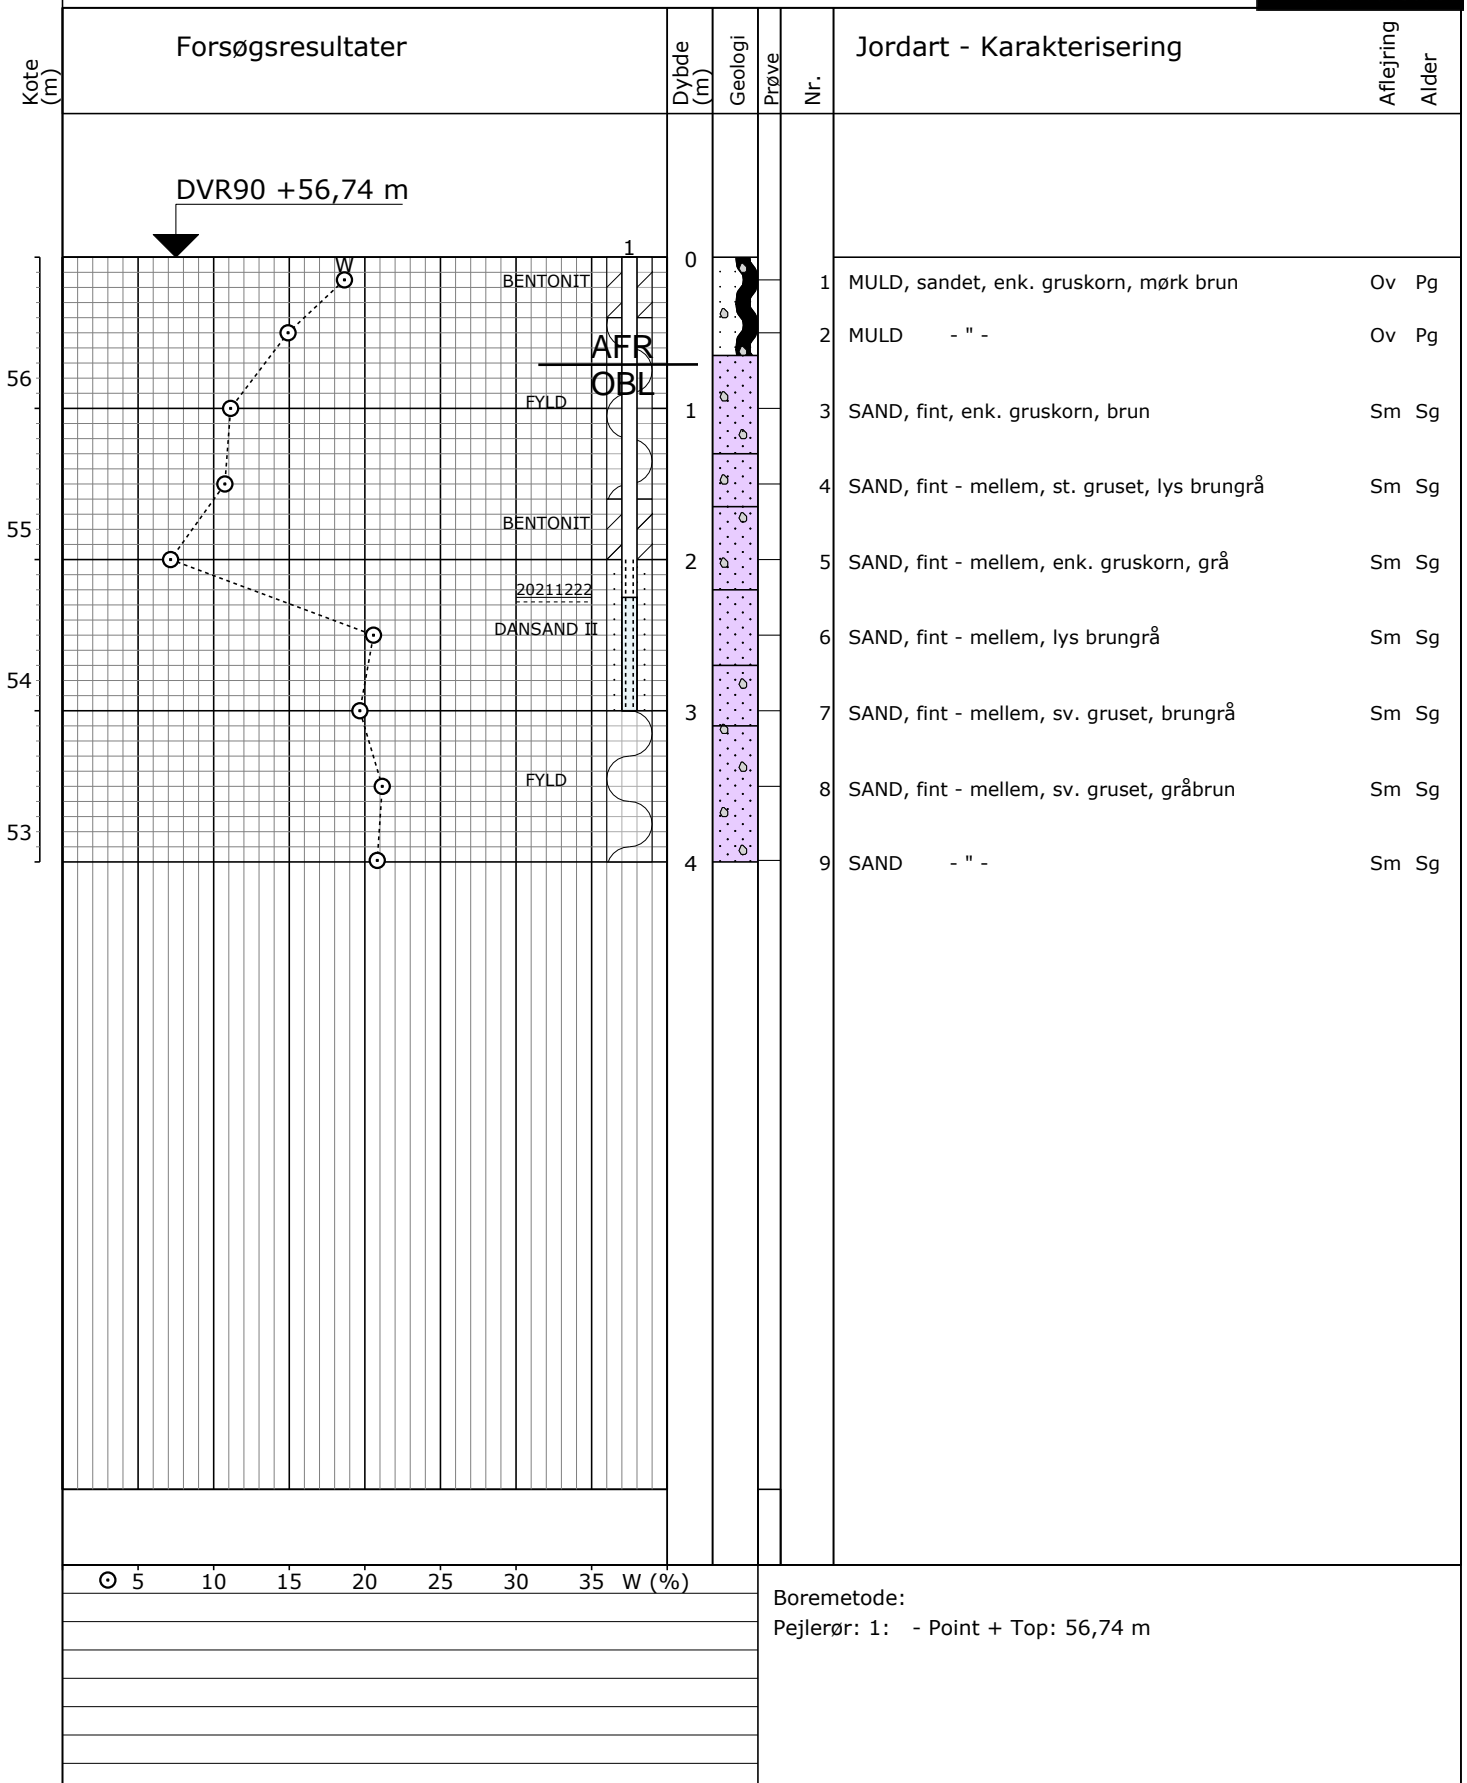 Forsøgsresultater
Kote (m)
Dybde (m)
Geologi
Prøve
Nr.
Jordart - Karakterisering
Aflejring
Alder
DVR90 +56,74 m
1
W
0
BENTONIT
1 MULD, sandet, enk. gruskorn, mørk brun Ov Pg
2 MULD - " - Ov Pg
AFR
OBL
56
FYLD
1
3 SAND, fint, enk. gruskorn, brun Sm Sg
4 SAND, fint - mellem, st. gruset, lys brungrå Sm Sg
55
BENTONIT
2
5 SAND, fint - mellem, enk. gruskorn, grå Sm Sg
20211222
DANSAND II
6 SAND, fint - mellem, lys brungrå Sm Sg
54
3
7 SAND, fint - mellem, sv. gruset, brungrå Sm Sg
FYLD
8 SAND, fint - mellem, sv. gruset, gråbrun Sm Sg
53
4
9 SAND - " - Sm Sg
5 10 15 20 25 30 35 W (%)
Boremetode:
Pejlerør: 1: - Point + Top: 56,74 m